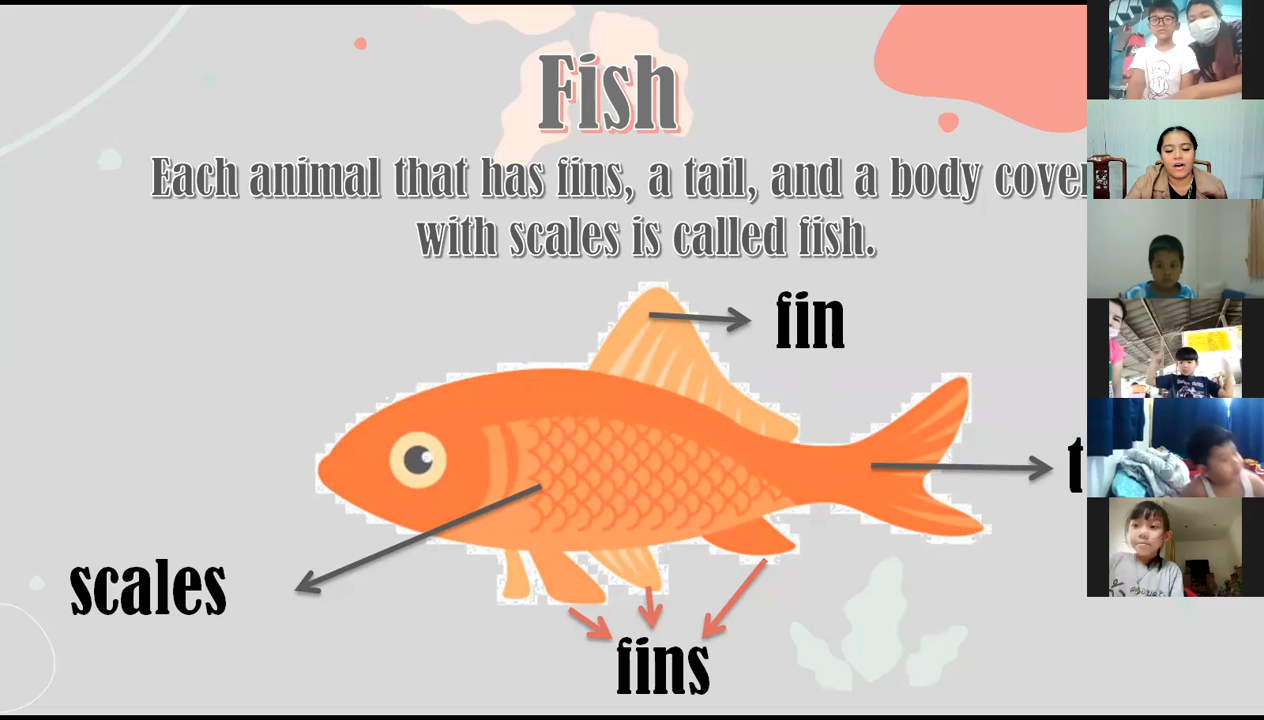 Fish
Each animal that has fins, a tail, and a body cover
with scales is called fish.
fin
t
scales
fins